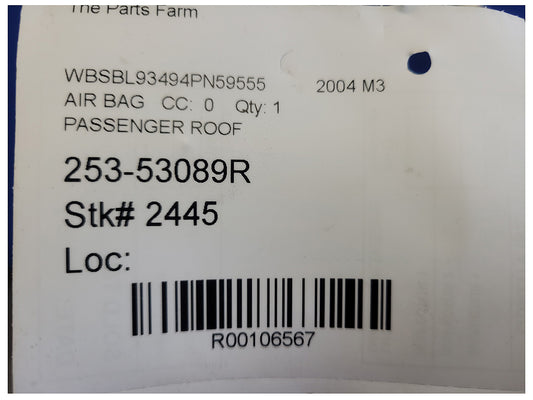 The Parts Farm
WBSBL93494PN59555 2004 M3
AIR BAG CC: 0 Qty: 1
PASSENGER ROOF
253-53089R
Stk# 2445
Loc:
R00106567